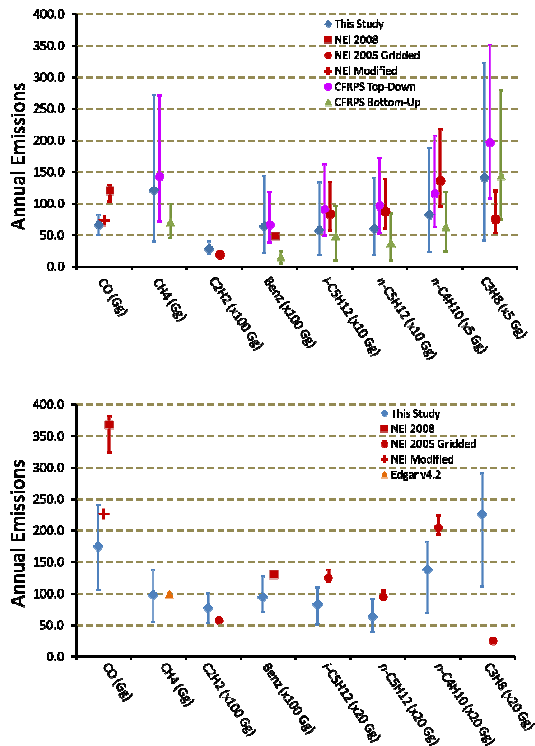 400.0
350.0
300.0
250.0
200.0
150.0
100.0
50.0
0.0
Annual Emissions
This Study
NEI 2008
NEI 2005 Gridded
NEI Modified
CFRPS Top-Down
CFRPS Bottom-Up
CO (Gg)
CH4 (Gg)
C2H2 (x100 Gg)
Benz (x100 Gg)
i-C5H12 (x10 Gg)
n-C5H12 (x10 Gg)
n-C4H10 (x5 Gg)
C3H8 (x5 Gg)
400.0
350.0
300.0
250.0
200.0
150.0
100.0
50.0
0.0
Annual Emissions
This Study
NEI 2008
NEI 2005 Gridded
NEI Modified
Edgar v4.2
CO (Gg)
CH4 (Gg)
C2H2 (x100 Gg)
Benz (x100 Gg)
i-C5H12 (x20 Gg)
n-C5H12 (x20 Gg)
n-C4H10 (x20 Gg)
C3H8 (x20 Gg)